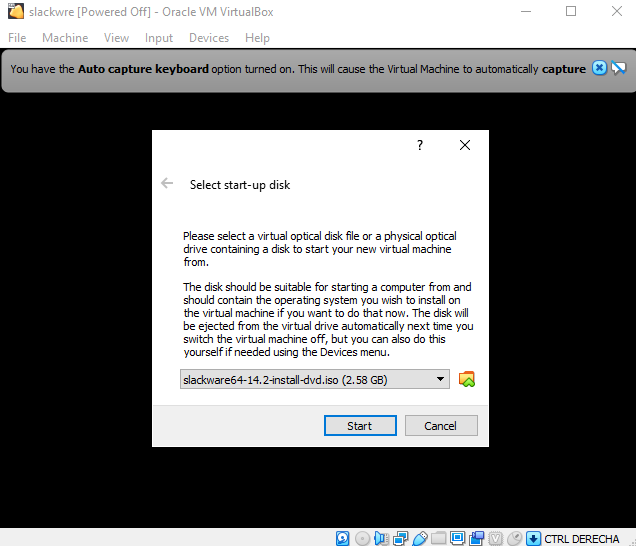 slackwre [Powered Off] - Oracle VM VirtualBox
File Machine View Input Devices Help
You have the Auto capture keyboard option turned on. This will cause the Virtual Machine to automatically capture
?
Select start-up disk
Please select a virtual optical disk file or a physical optical
drive containing a disk to start your new virtual machine
from.
The disk should be suitable for starting a computer from and
should contain the operating system you wish to install on
the virtual machine if you want to do that now. The disk will
be ejected from the virtual drive automatically next time you
switch the virtual machine off, but you can also do this
yourself if needed using the Devices menu.
slackware64-14.2-install-dvd.iso (2.58 GB)
Start Cancel
CTRL DERECHA